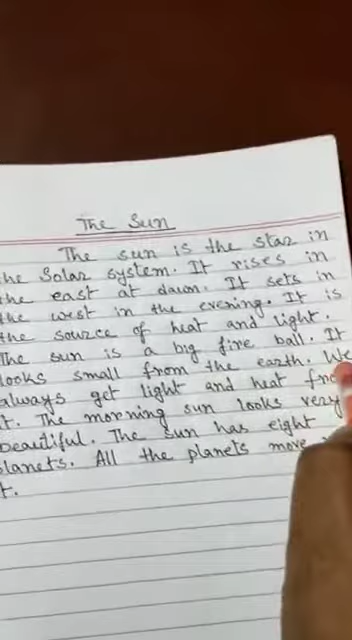 The Sun
The sun is the star in
the Solar system. It rises in
the east at dawn. It sets in
the west in the evening. It is
the source of heat and light.
The sun is a big fire ball. It
looks small from the earth. We
always get light and heat fro
it. The morning sun looks very
beautiful. The sun has eight
planets. All the planets move
it.